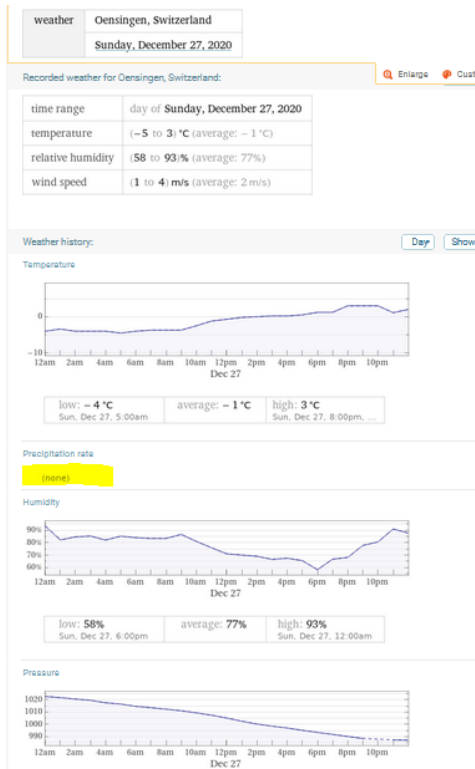 weather Oensingen, Switzerland
Sunday, December 27, 2020
Enlarge Cust
Recorded weather for Oensingen, Switzerland:
time range day of Sunday, December 27, 2020
temperature (−5 to 3) °C (average: − 1 °C)
relative humidity (58 to 93)% (average: 77%)
wind speed (1 to 4) m/s (average: 2 m/s)
Weather history: Day Show
Temperature
0
−10
12am 2am 4am 6am 8am 10am 12pm 2pm 4pm 6pm 8pm 10pm
Dec 27
low: − 4 °C average: − 1 °C high: 3 °C
Sun, Dec 27, 5:00am Sun, Dec 27, 8:00pm, ...
Precipitation rate
(none)
Humidity
90%
80%
70%
60%
12am 2am 4am 6am 8am 10am 12pm 2pm 4pm 6pm 8pm 10pm
Dec 27
low: 58% average: 77% high: 93%
Sun, Dec 27, 6:00pm Sun, Dec 27, 12:00am
Pressure
1020
1010
1000
990
12am 2am 4am 6am 8am 10am 12pm 2pm 4pm 6pm 8pm 10pm
Dec 27